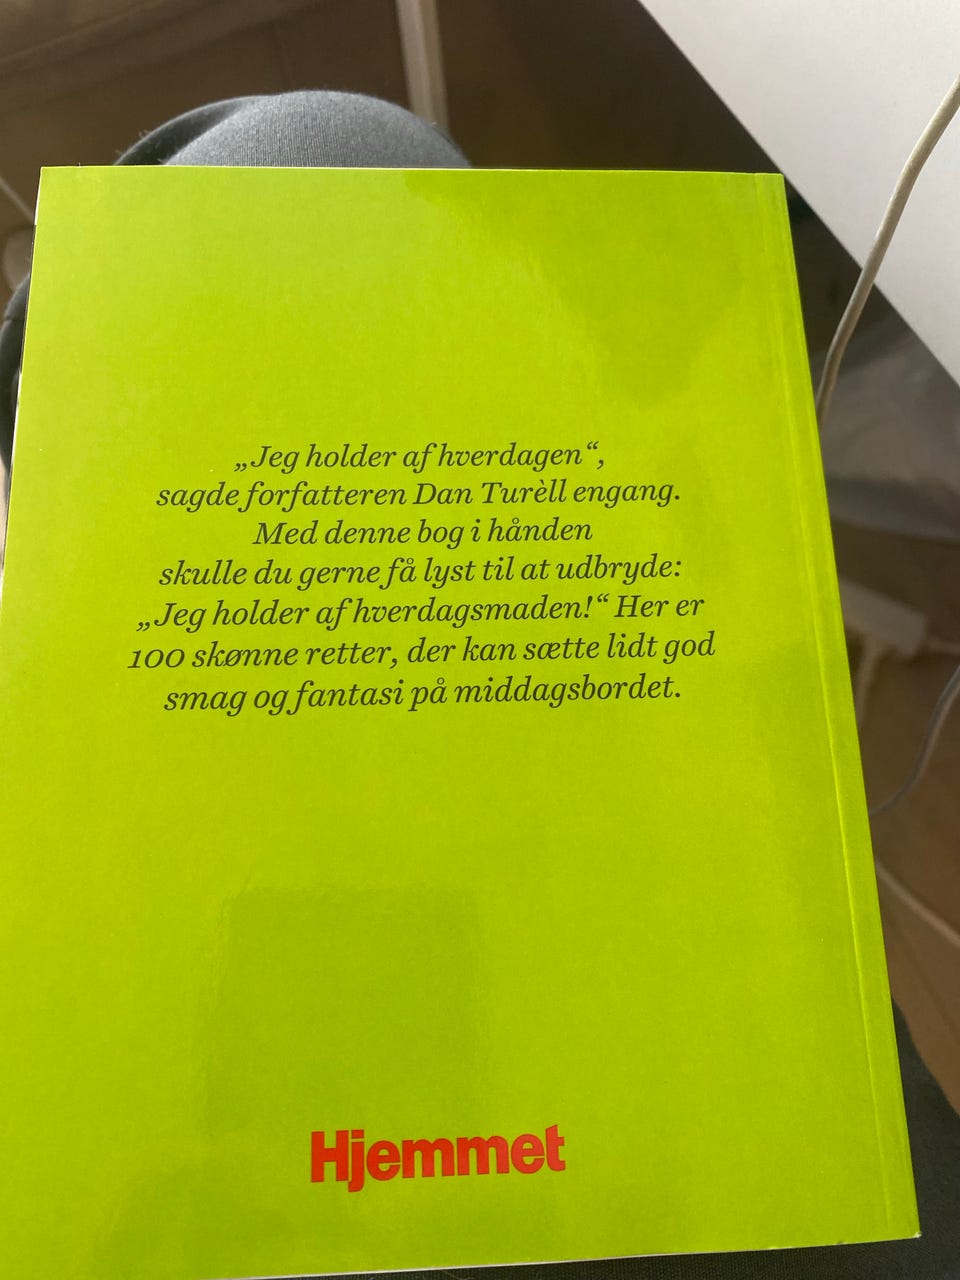 „Jeg holder af hverdagen“,
sagde forfatteren Dan Turèll engang.
Med denne bog i hånden
skulle du gerne få lyst til at udbryde:
„Jeg holder af hverdagsmaden!“ Her er
100 skønne retter, der kan sætte lidt god
smag og fantasi på middagsbordet.
Hjemmet